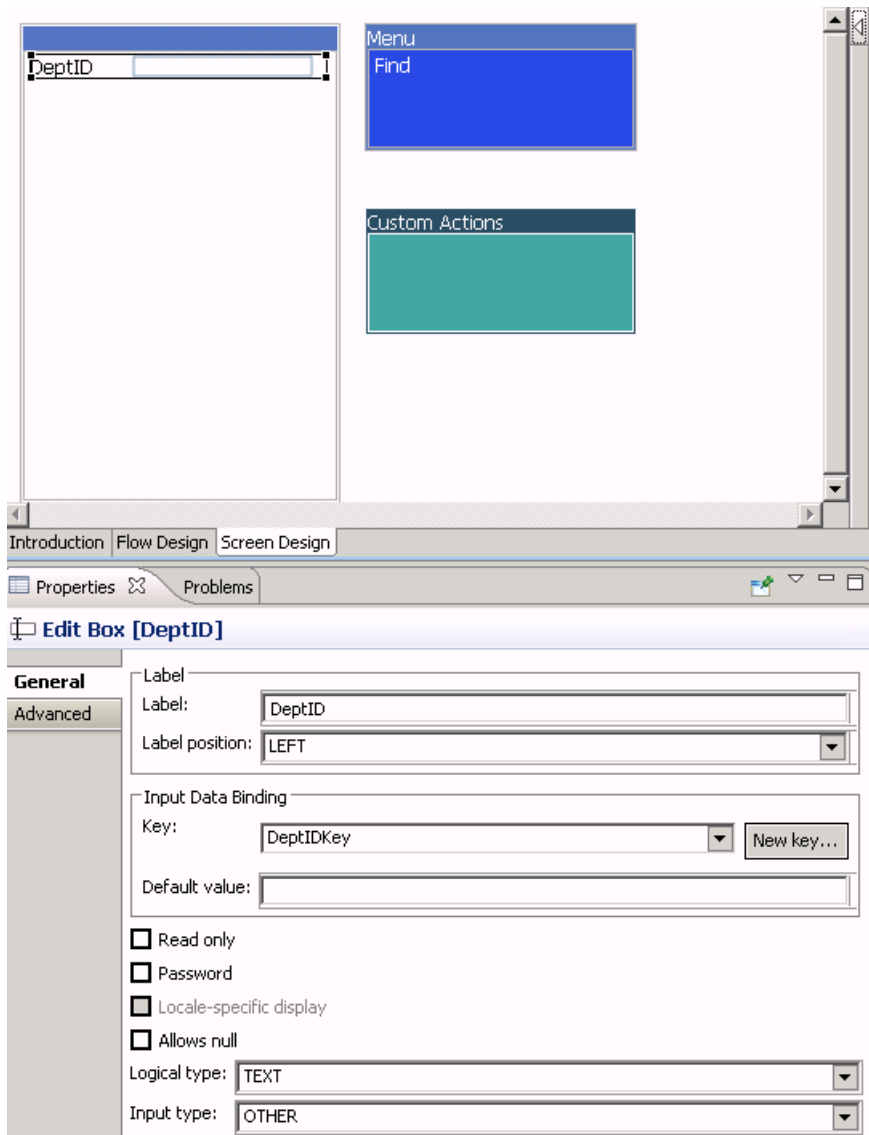 DeptID
Menu
Find
Custom Actions
Introduction Flow Design Screen Design
Properties Problems
Edit Box [DeptID]
General
Advanced
Label
Label: DeptID
Label position: LEFT
Input Data Binding
Key: DeptIDKey New key...
Default value:
Read only
Password
Locale-specific display
Allows null
Logical type: TEXT
Input type: OTHER